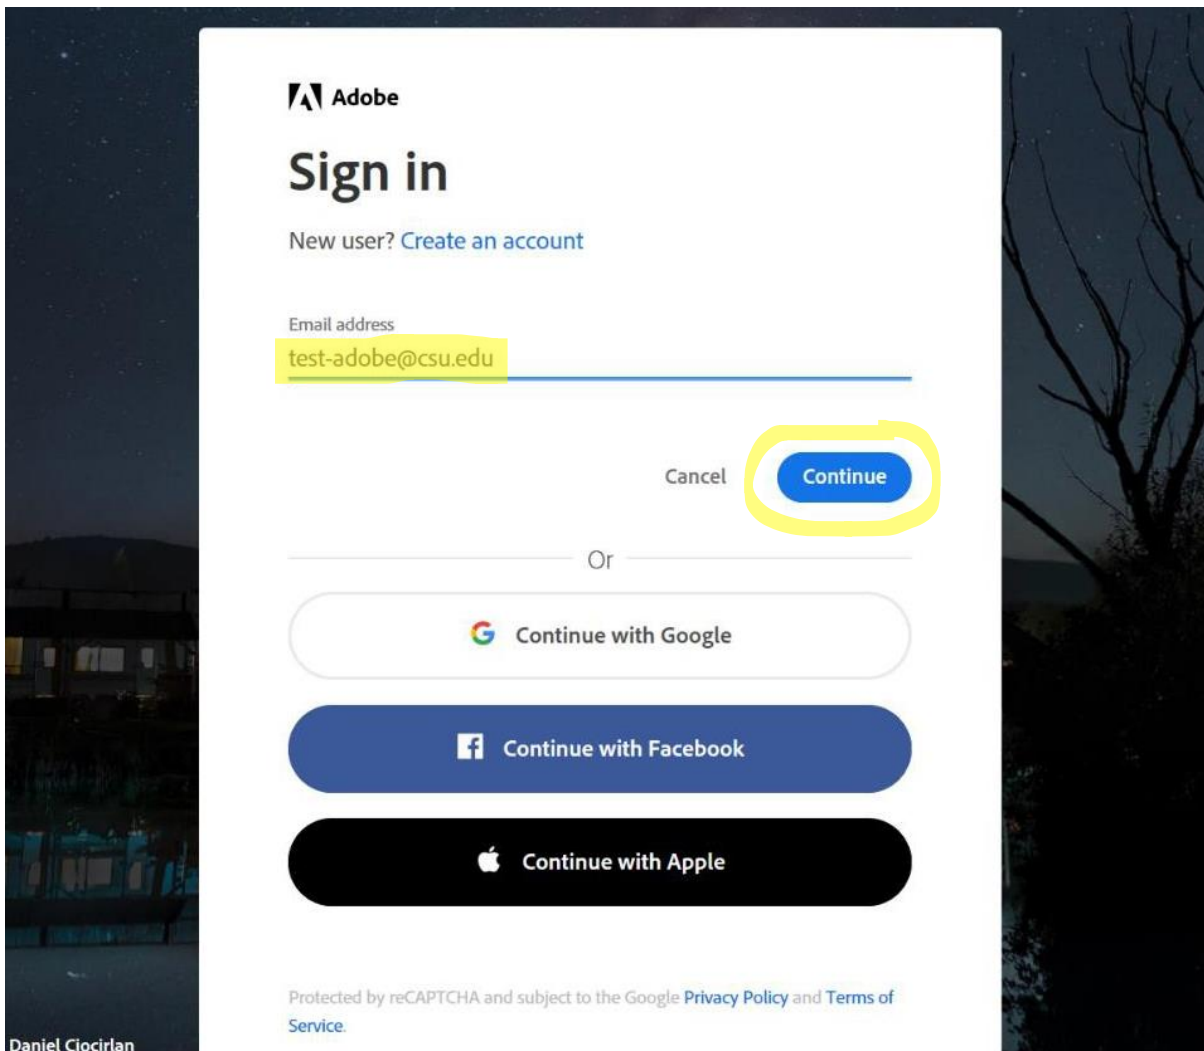 Adobe
Sign in
New user? Create an account
Email address
test-adobe@csu.edu
Cancel
Continue
Or
Continue with Google
Continue with Facebook
Continue with Apple
Protected by reCAPTCHA and subject to the Google Privacy Policy and Terms of
Service.
Daniel Ciocirlan